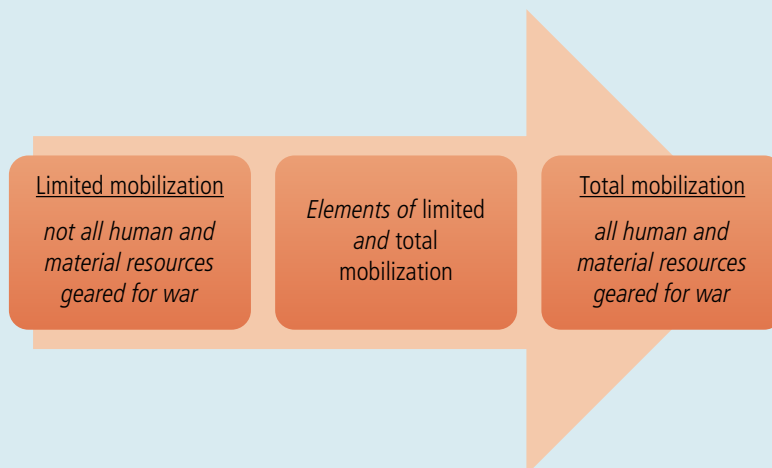 Limited mobilization
not all human and
material resources
geared for war
Elements of limited
and total
mobilization
Total mobilization
all human and
material resources
geared for war